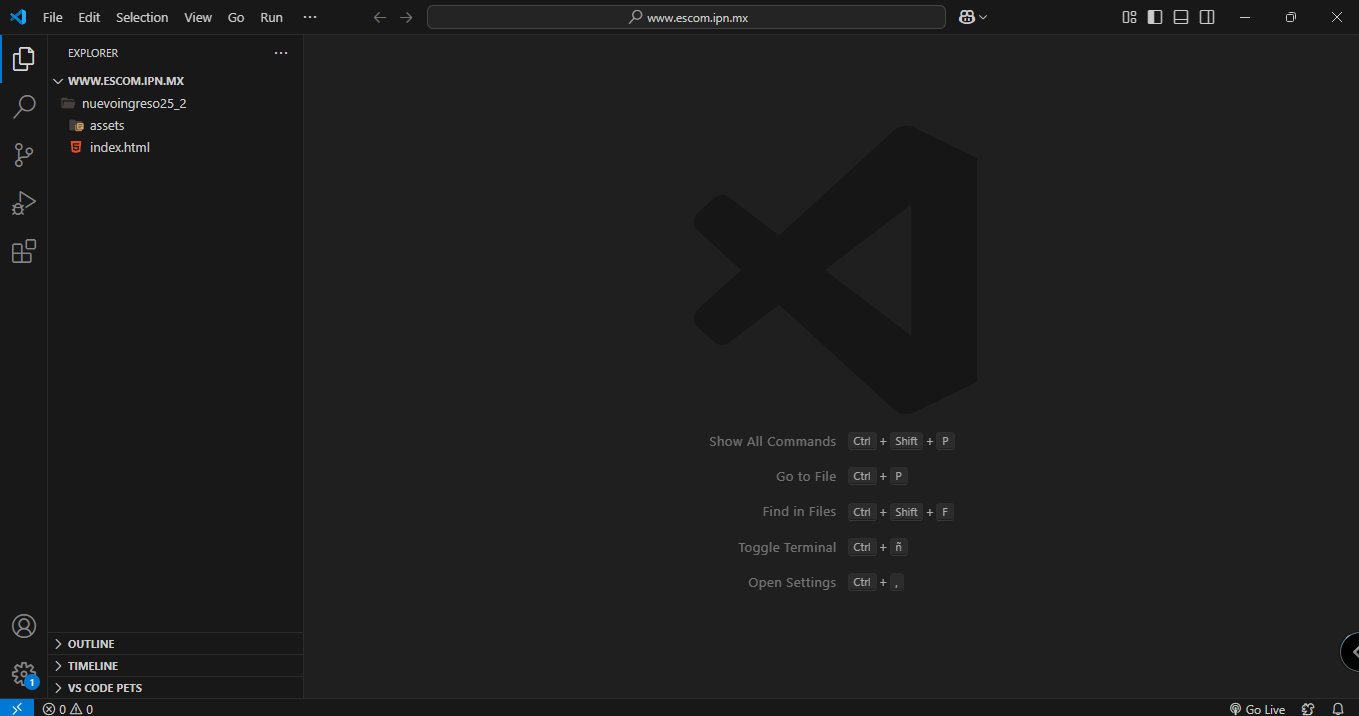 File Edit Selection View Go Run ···
www.escom.ipn.mx
EXPLORER ···
WWW.ESCOM.IPN.MX
nuevoingreso25_2
assets
index.html
Show All Commands Ctrl + Shift + P
Go to File Ctrl + P
Find in Files Ctrl + Shift + F
Toggle Terminal Ctrl + ñ
Open Settings Ctrl + ,
OUTLINE
TIMELINE
1
VS CODE PETS
0 0
Go Live